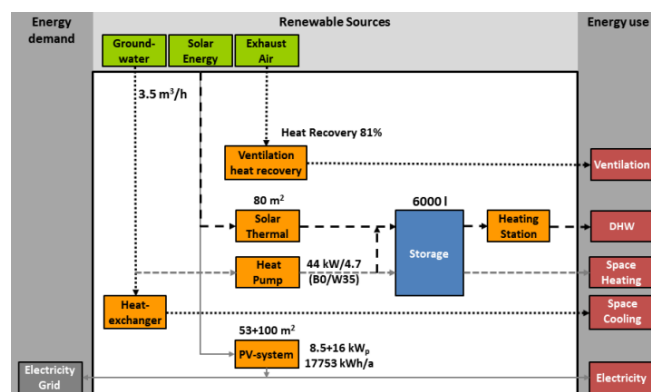 Energy
demand
Renewable Sources
Energy use
Ground-
water
Solar
Energy
Exhaust
Air
3.5 m³/h
Heat Recovery 81%
Ventilation
heat recovery
Ventilation
80 m²
6000 l
Solar
Thermal
Storage
Heating
Station
DHW
Heat
Pump
44 kW/4.7
(B0/W35)
Space
Heating
Heat-
exchanger
Space
Cooling
53+100 m²
PV-system
8.5+16 kWp
17753 kWh/a
Electricity
Grid
Electricity